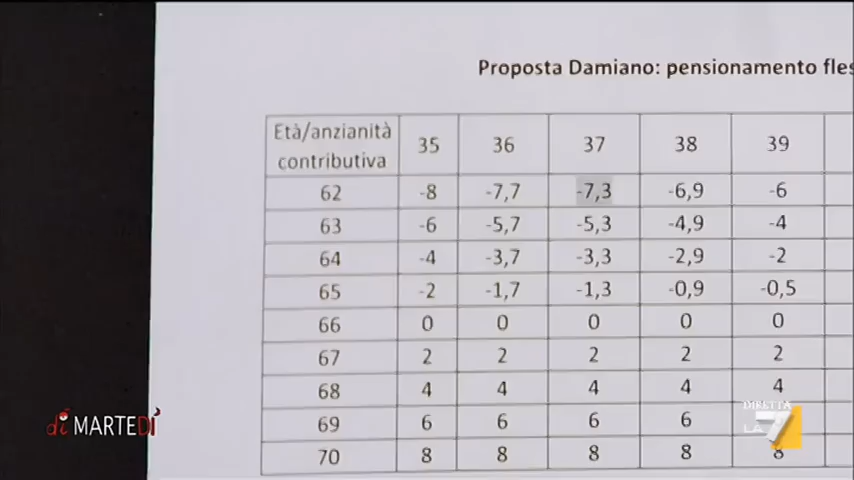 Proposta Damiano: pensionamento fles
Età/anzianità contributiva 35 36 37 38 39
62 -8 -7,7 -7,3 -6,9 -6
63 -6 -5,7 -5,3 -4,9 -4
64 -4 -3,7 -3,3 -2,9 -2
65 -2 -1,7 -1,3 -0,9 -0,5
66 0 0 0 0 0
67 2 2 2 2 2
68 4 4 4 4 4
69 6 6 6 6
70 8 8 8 8 8
di MARTEDÌ
DIRETTA
LA 7